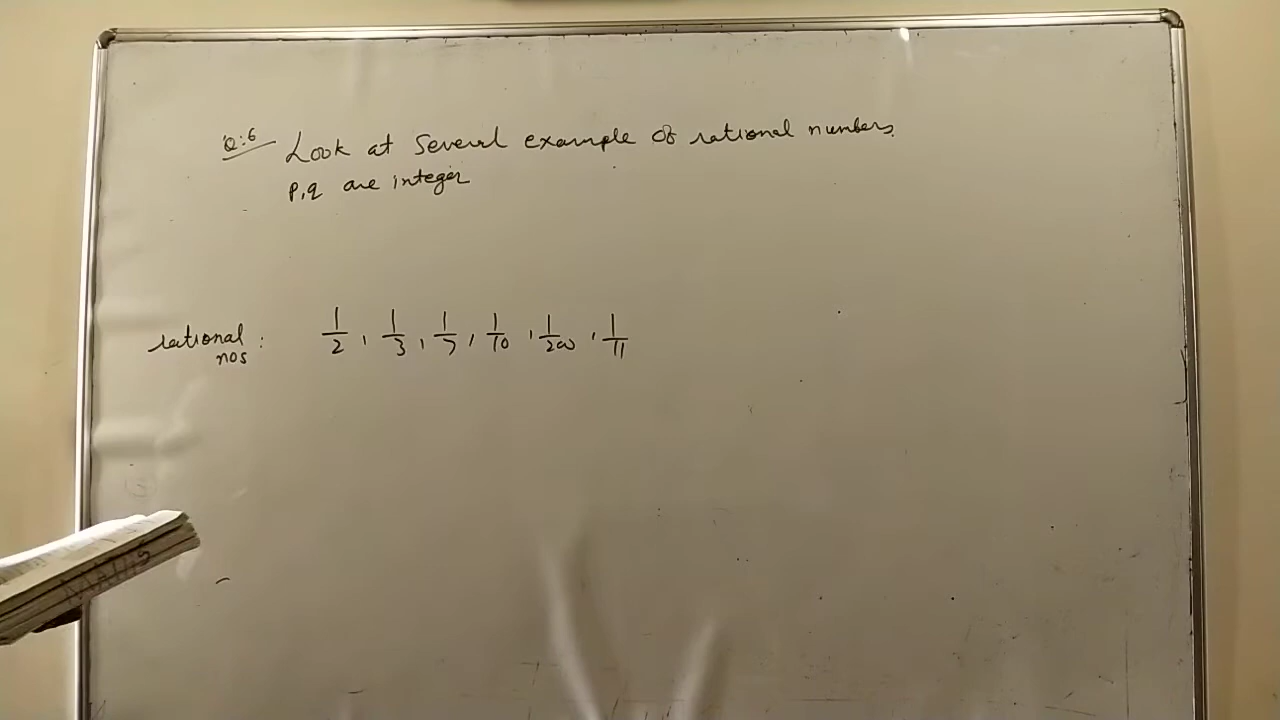 Q:6 Look at Several example of rational numbers.
p,q are integer
rational nos : 1/2, 1/3, 1/7, 1/10, 1/200, 1/11
Maths